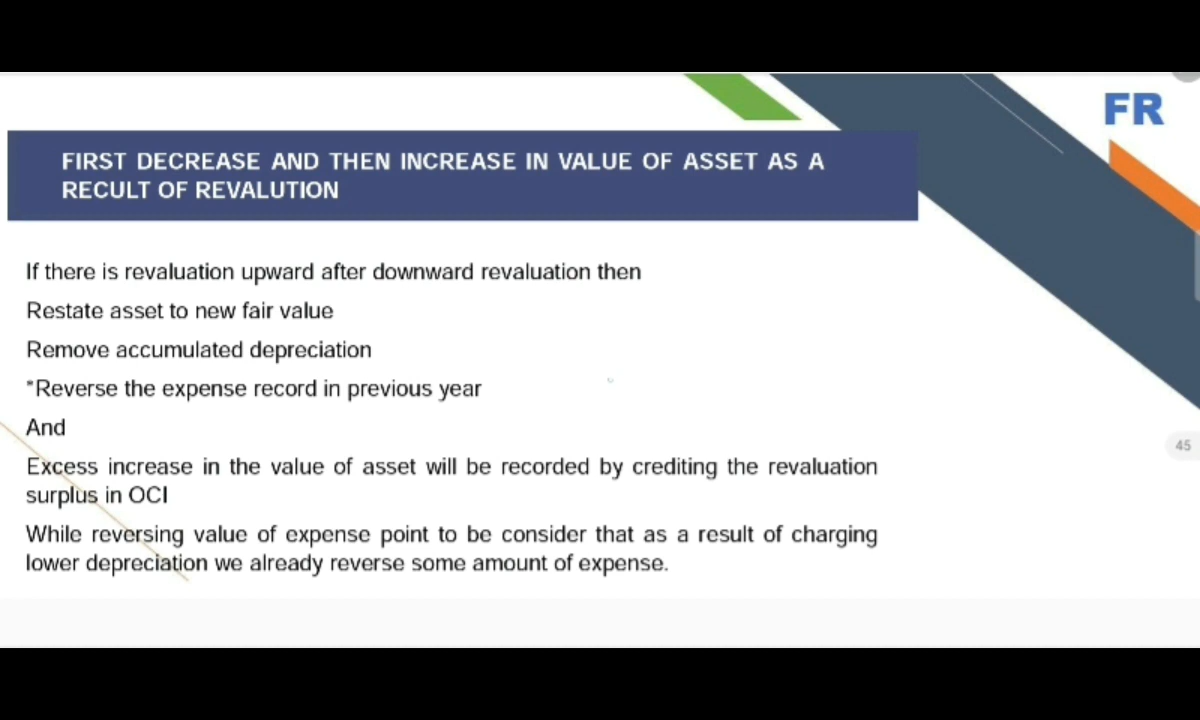 FR
FIRST DECREASE AND THEN INCREASE IN VALUE OF ASSET AS A
RECULT OF REVALUTION
If there is revaluation upward after downward revaluation then
Restate asset to new fair value
Remove accumulated depreciation
*Reverse the expense record in previous year
And
Excess increase in the value of asset will be recorded by crediting the revaluation
surplus in OCI
While reversing value of expense point to be consider that as a result of charging
lower depreciation we already reverse some amount of expense.
45